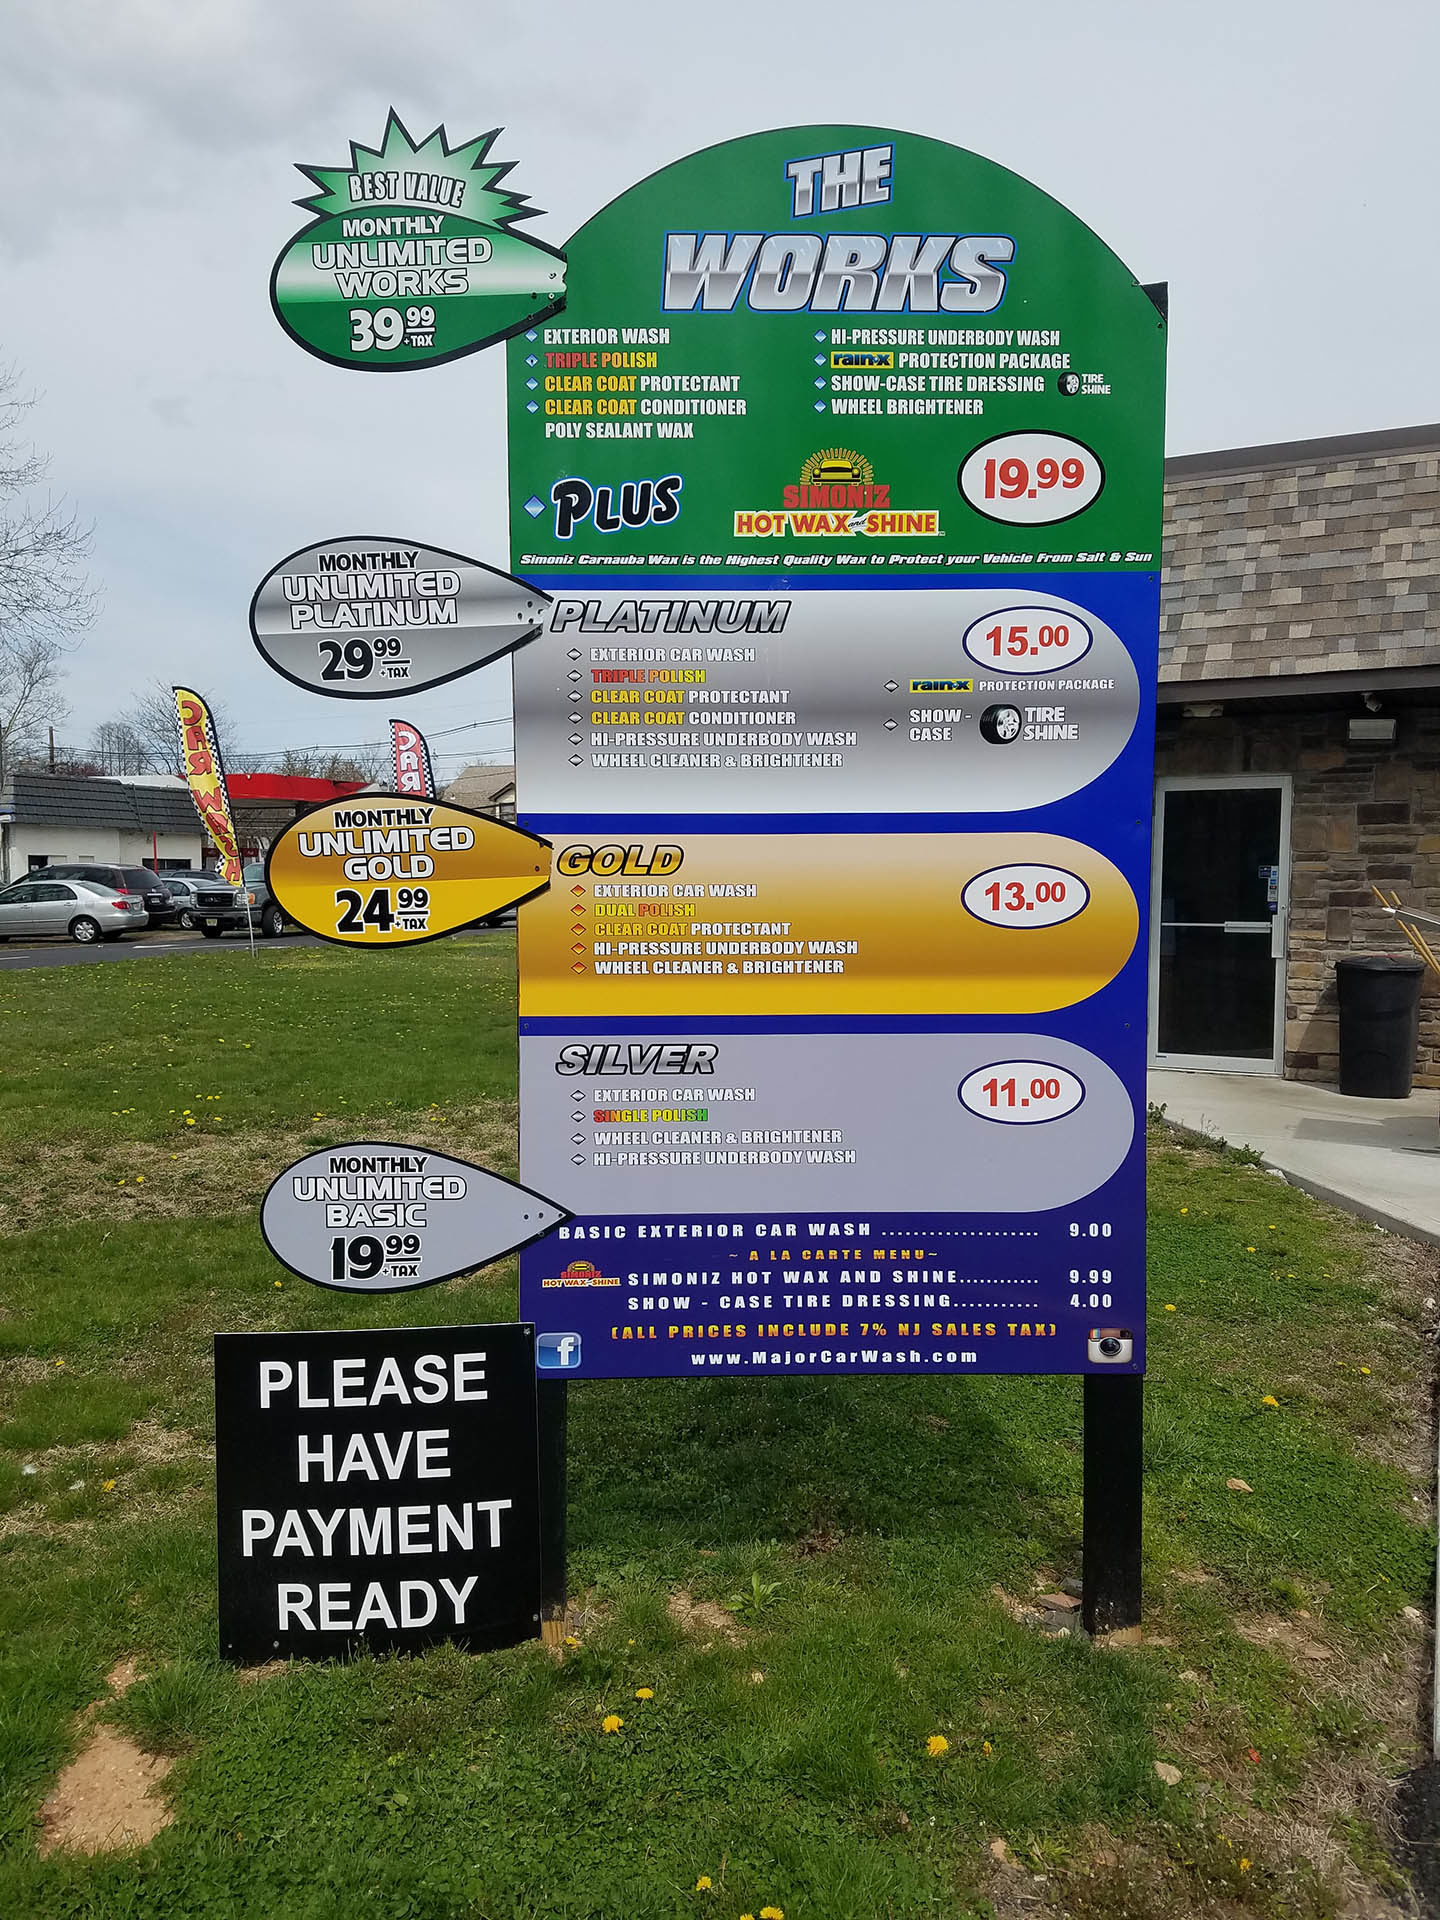 BEST VALUE
MONTHLY
UNLIMITED
WORKS
39.99
+TAX
THE
WORKS
EXTERIOR WASH
TRIPLE POLISH
CLEAR COAT PROTECTANT
CLEAR COAT CONDITIONER
POLY SEALANT WAX
HI-PRESSURE UNDERBODY WASH
rain-x PROTECTION PACKAGE
SHOW-CASE TIRE DRESSING TIRE SHINE
WHEEL BRIGHTENER
PLUS
SIMONIZ
HOT WAX and SHINE
19.99
Simoniz Carnauba Wax is the Highest Quality Wax to Protect your Vehicle From Salt & Sun
MONTHLY
UNLIMITED
PLATINUM
29.99
+TAX
PLATINUM
15.00
EXTERIOR CAR WASH
TRIPLE POLISH
CLEAR COAT PROTECTANT
CLEAR COAT CONDITIONER
HI-PRESSURE UNDERBODY WASH
WHEEL CLEANER & BRIGHTENER
rain-x PROTECTION PACKAGE
SHOW-
CASE
TIRE
SHINE
CAR WASH
CAR
MONTHLY
UNLIMITED
GOLD
24.99
+TAX
GOLD
13.00
EXTERIOR CAR WASH
DUAL POLISH
CLEAR COAT PROTECTANT
HI-PRESSURE UNDERBODY WASH
WHEEL CLEANER & BRIGHTENER
SILVER
11.00
EXTERIOR CAR WASH
SINGLE POLISH
WHEEL CLEANER & BRIGHTENER
HI-PRESSURE UNDERBODY WASH
MONTHLY
UNLIMITED
BASIC
19.99
+TAX
BASIC EXTERIOR CAR WASH .................... 9.00
~ A LA CARTE MENU~
SIMONIZ HOT WAX and SHINE SIMONIZ HOT WAX AND SHINE........... 9.99
SHOW - CASE TIRE DRESSING........... 4.00
(ALL PRICES INCLUDE 7% NJ SALES TAX)
f
www.MajorCarWash.com
PLEASE
HAVE
PAYMENT
READY